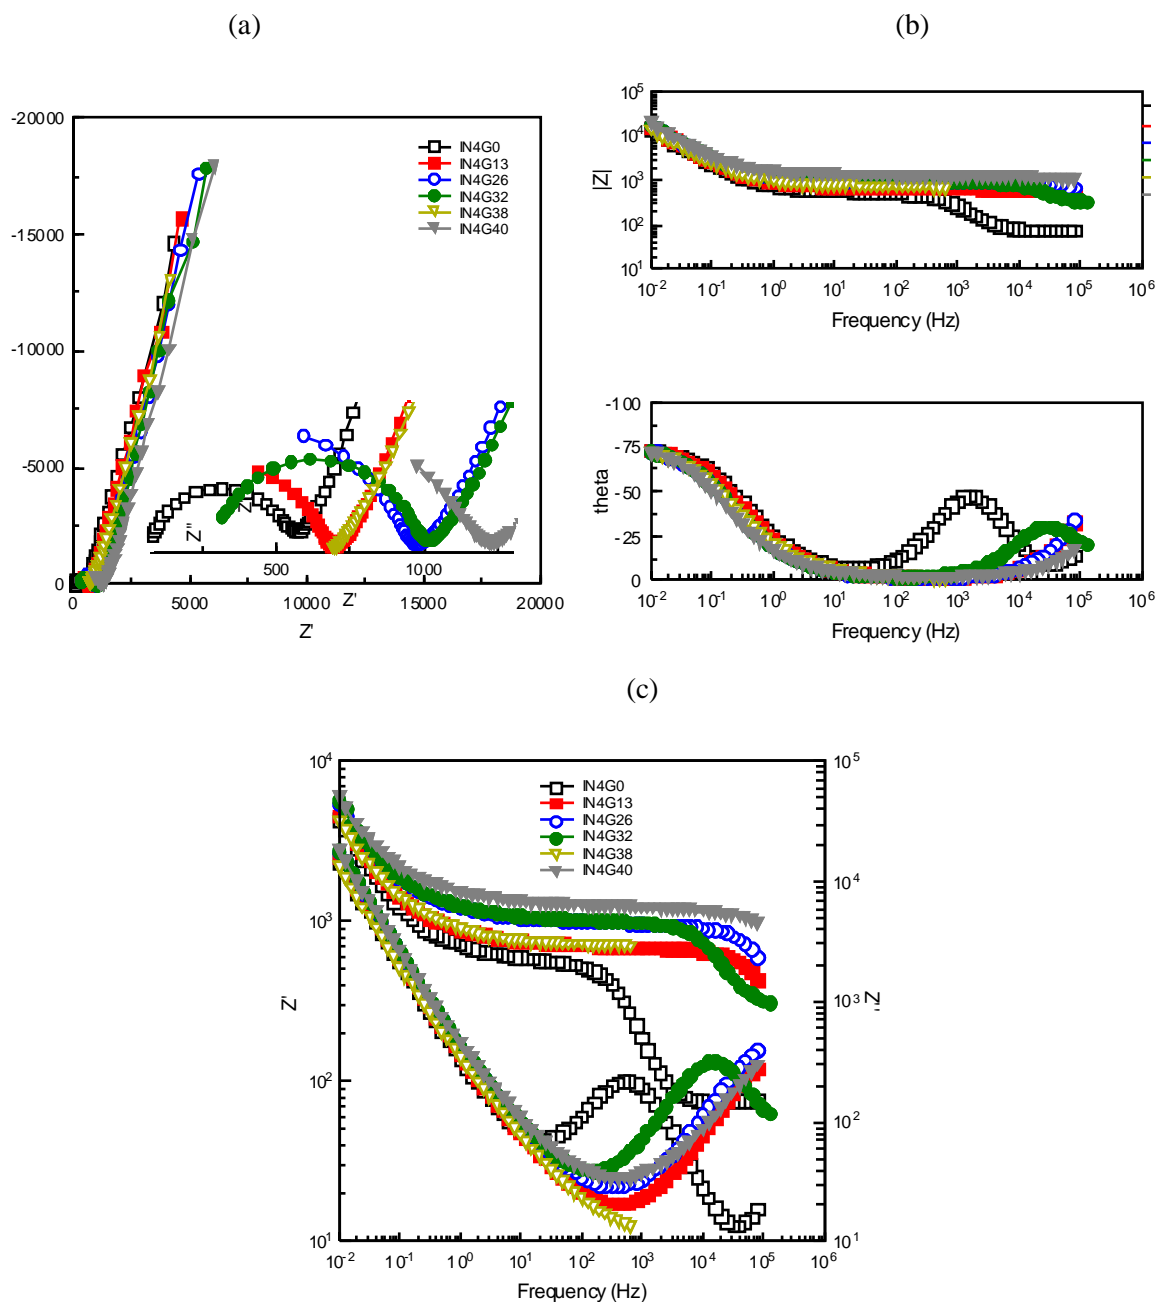 (a)
(b)
-20000
-15000
-10000
-5000
0
0 5000 10000 15000 20000
Z'
IN4G0
IN4G13
IN4G26
IN4G32
IN4G38
IN4G40
Z''
500 1000
Z'
10^5
10^4
10^3
10^2
10^1
|Z|
10^-2 10^-1 10^0 10^1 10^2 10^3 10^4 10^5 10^6
Frequency (Hz)
-100
-75
-50
-25
0
theta
10^-2 10^-1 10^0 10^1 10^2 10^3 10^4 10^5 10^6
Frequency (Hz)
(c)
10^4
10^3
10^2
10^1
Z'
IN4G0
IN4G13
IN4G26
IN4G32
IN4G38
IN4G40
10^5
10^4
10^3
10^2
10^1
Z''
10^-2 10^-1 10^0 10^1 10^2 10^3 10^4 10^5 10^6
Frequency (Hz)